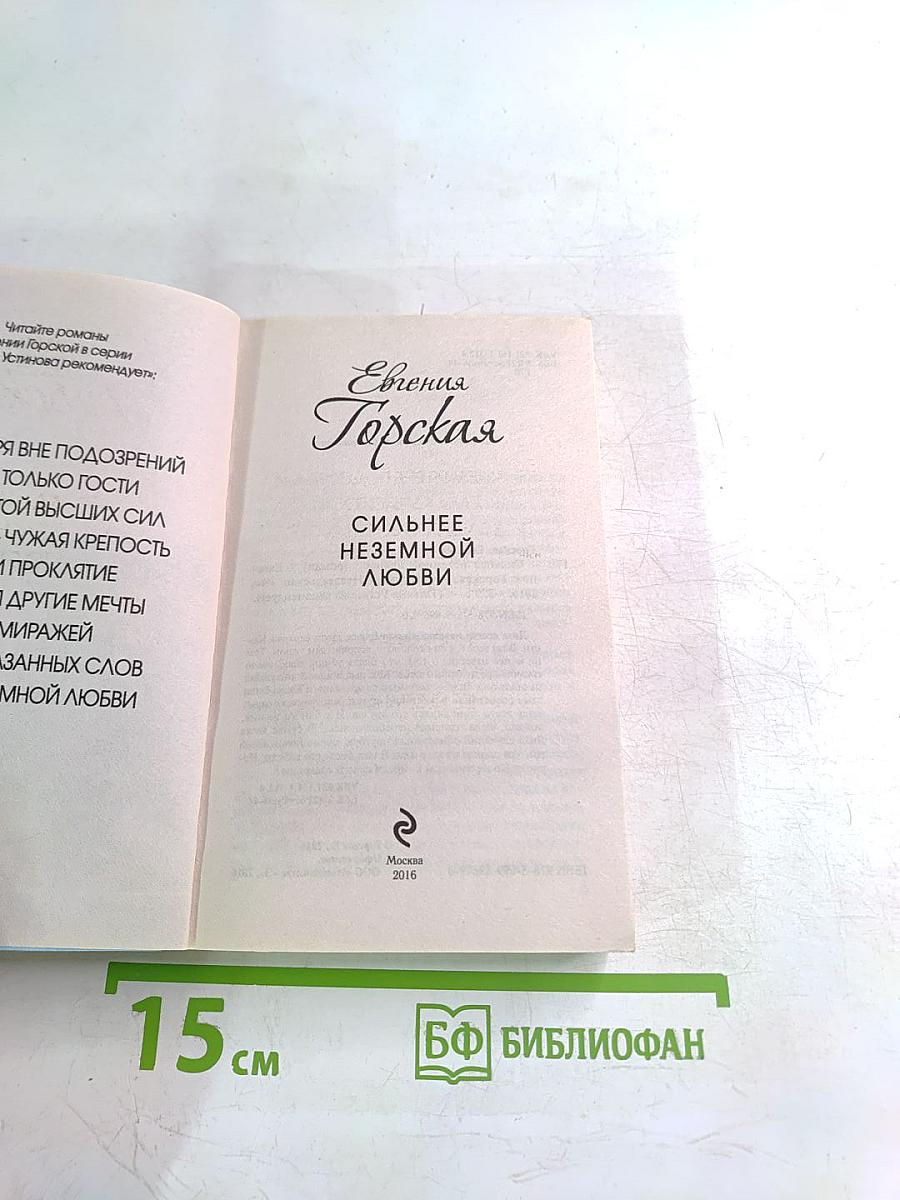 Читайте романы
нии Горской в серии
Устинова рекомендует»:
РЯ ВНЕ ПОДОЗРЕНИЙ
ТОЛЬКО ГОСТИ
ТОЙ ВЫСШИХ СИЛ
ЧУЖАЯ КРЕПОСТЬ
И ПРОКЛЯТИЕ
ДРУГИЕ МЕЧТЫ
МИРАЖЕЙ
АЗАННЫХ СЛОВ
МНОЙ ЛЮБВИ
Евгения
Горская
СИЛЬНЕЕ
НЕЗЕМНОЙ
ЛЮБВИ
Москва
2016
15 см
БФ БИБЛИОФАН